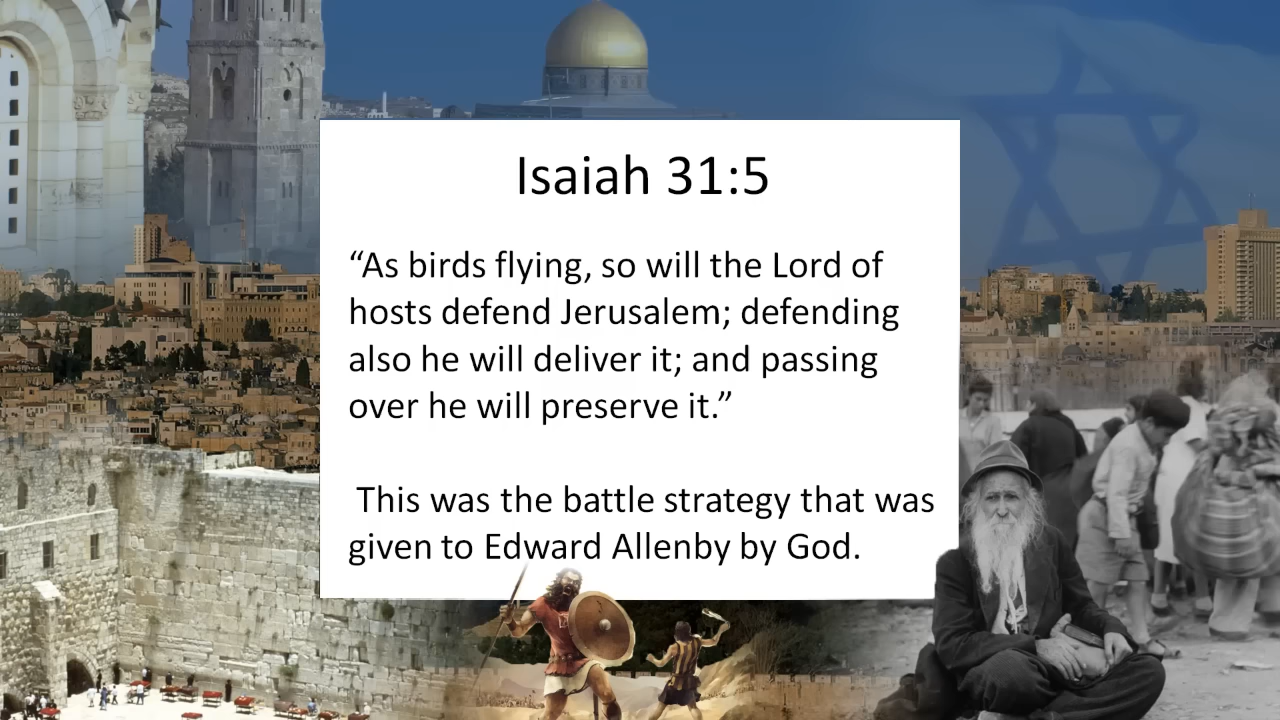 Isaiah 31:5
“As birds flying, so will the Lord of
hosts defend Jerusalem; defending
also he will deliver it; and passing
over he will preserve it.”
This was the battle strategy that was
given to Edward Allenby by God.